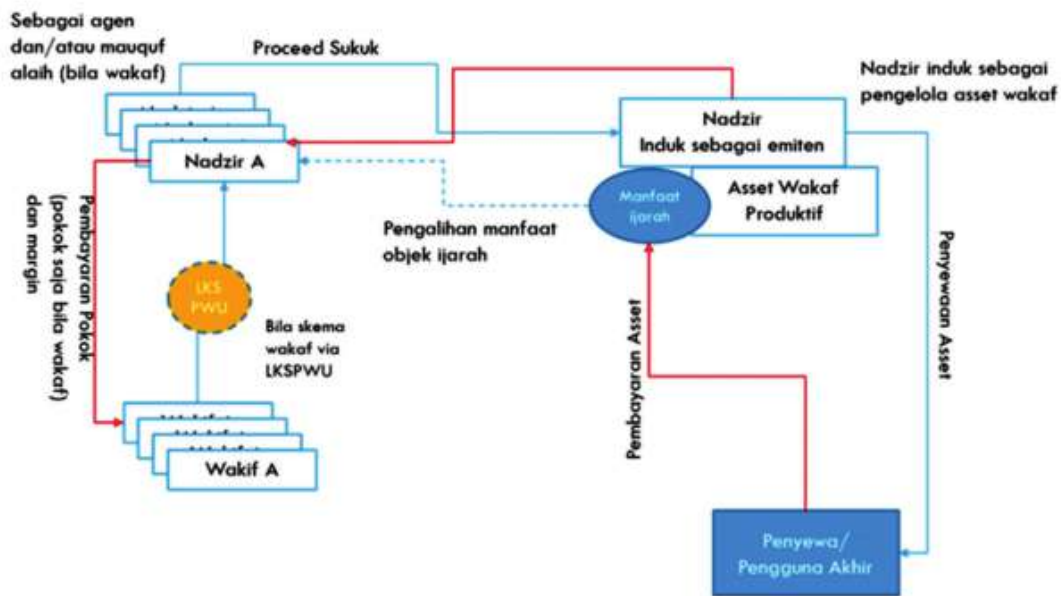 Sebagai agen
dan/atau mauquf
alaih (bila wakaf)
Proceed Sukuk
Nadzir induk sebagai
pengelola asset wakaf
Nadzir
Induk sebagai emiten
Nadzir A
Manfaat
ijarah
Asset Wakaf
Produktif
Pengalihan manfaat
objek ijarah
Pembayaran Pokok
(pokok saja bila wakaf)
dan margin
LKS
PWU
Bila skema
wakaf via
LKSPWU
Pembayaran Asset
Penyewaan Asset
Wakif A
Penyewa/
Pengguna Akhir